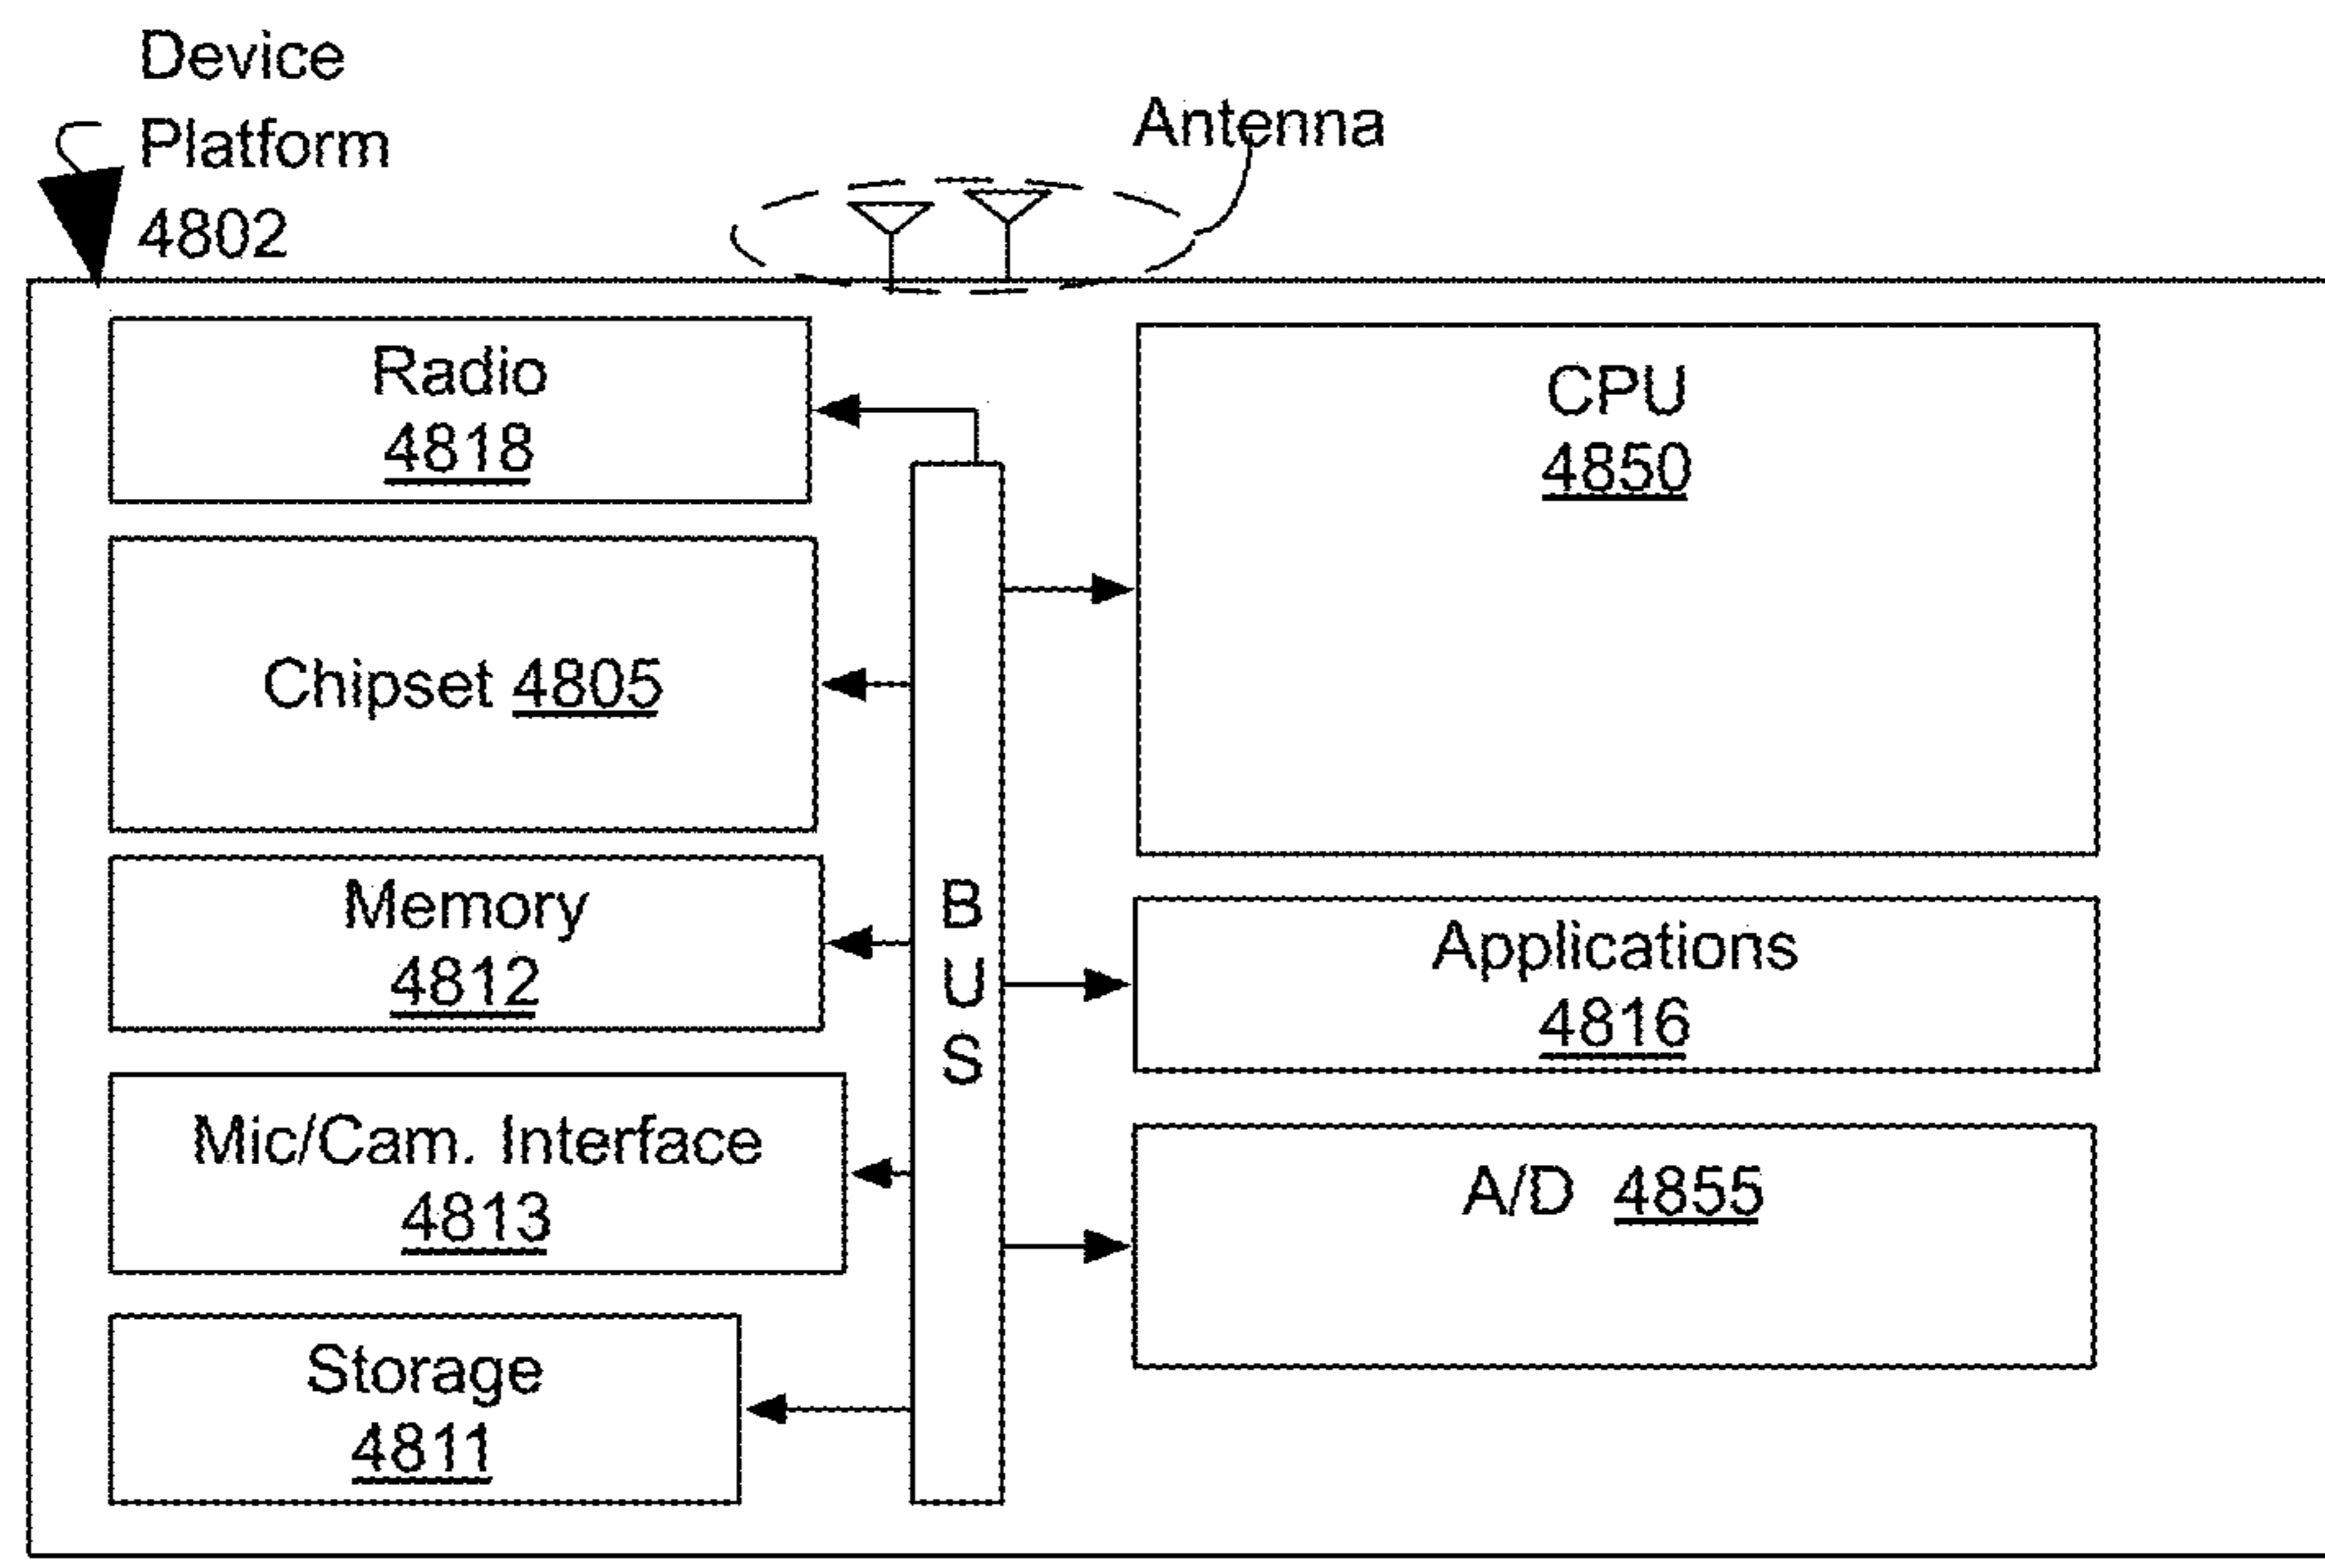 Device
Platform
4802
Antenna
Radio
4818
Chipset 4805
Memory
4812
Mic/Cam. Interface
4813
Storage
4811
B
U
S
CPU
4850
Applications
4816
A/D 4855